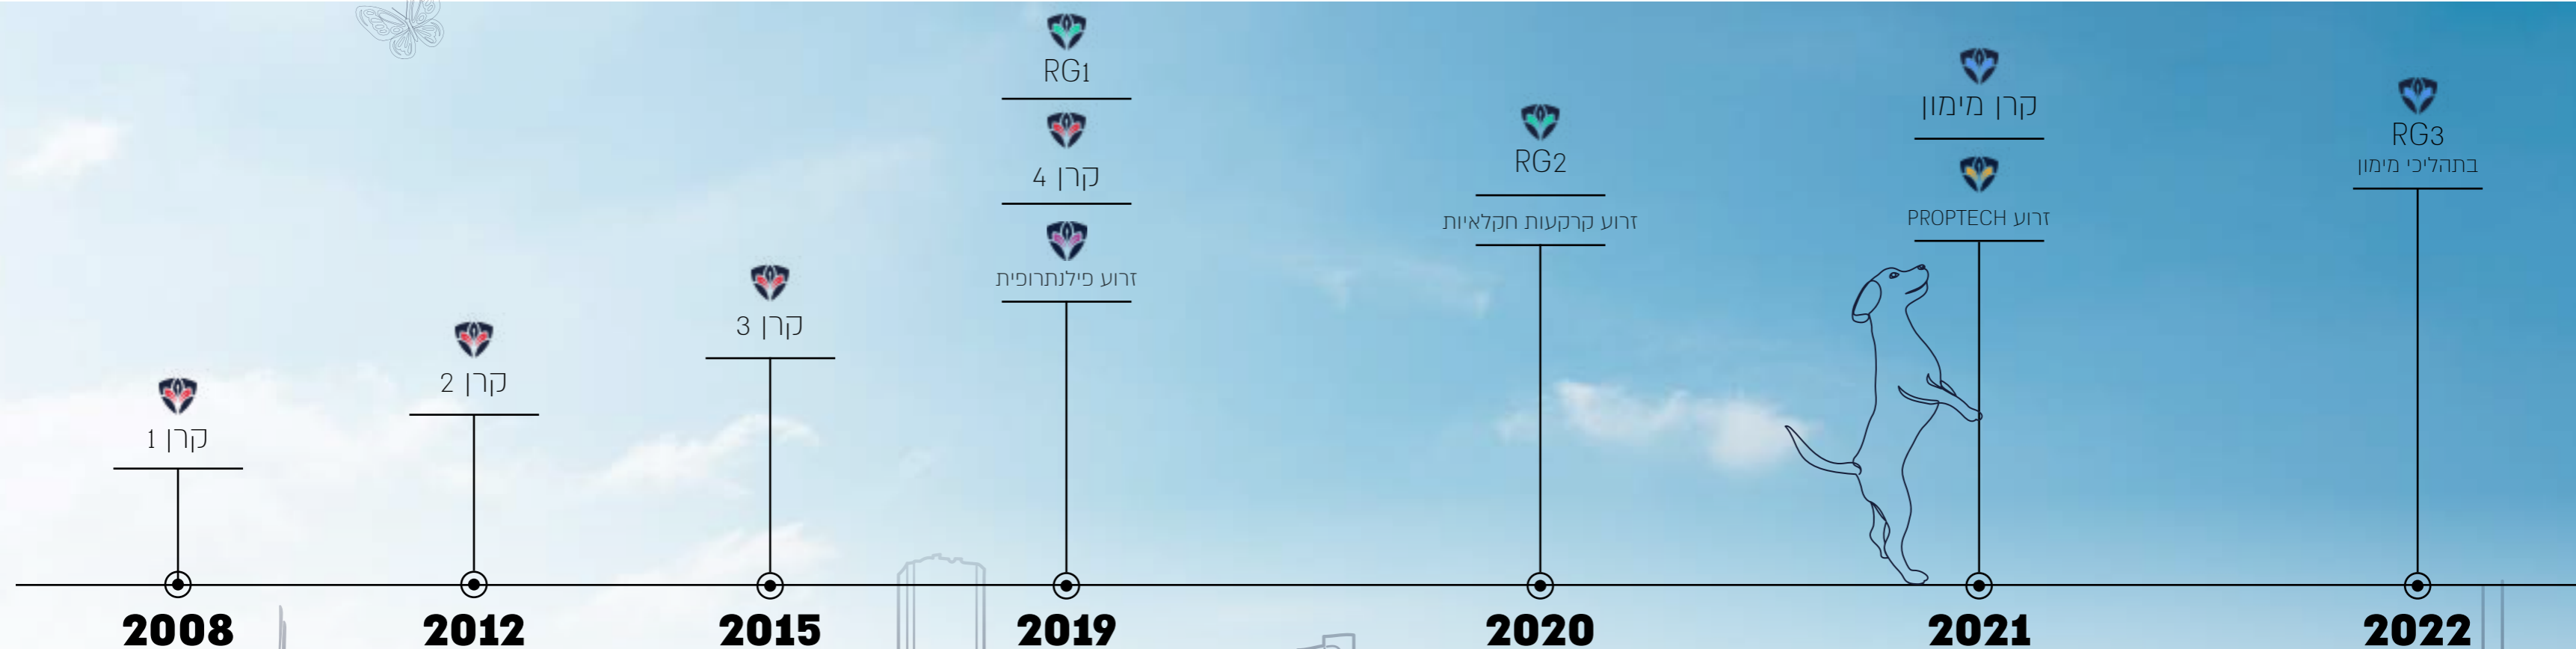 קרן 1
2008
קרן 2
2012
קרן 3
2015
RG1
קרן 4
זרוע פילנתרופית
2019
RG2
זרוע קרקעות חקלאיות
2020
קרן מימון
זרוע PROPTECH
2021
RG3
בתהליכי מימון
2022